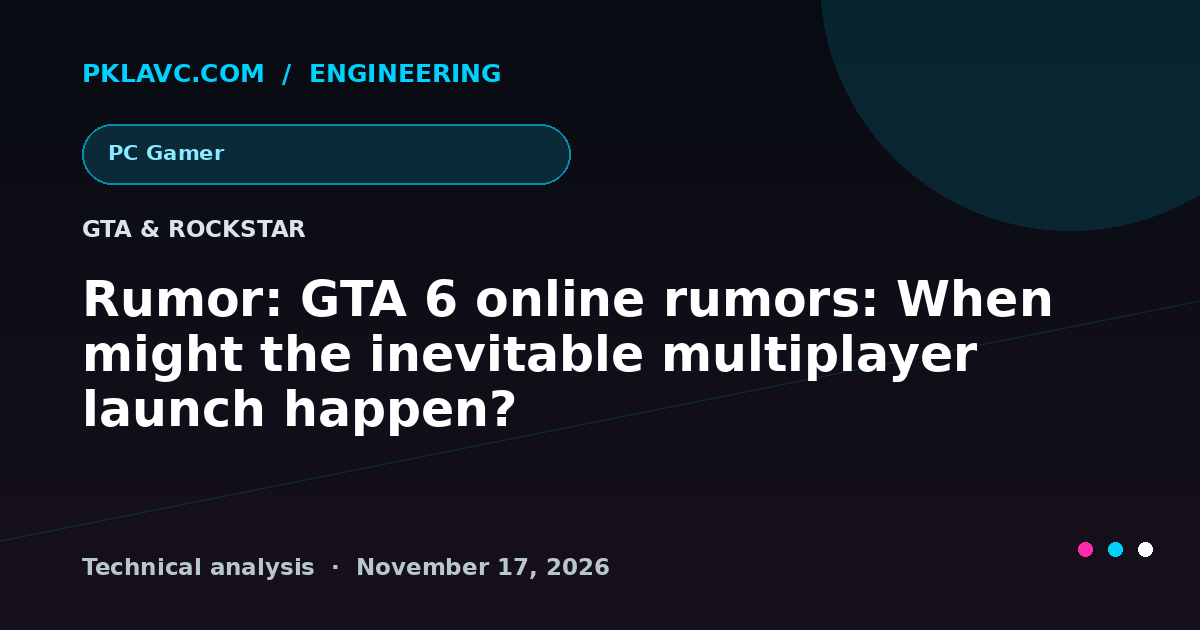 PKLAVC.COM / ENGINEERING
PC Gamer
GTA & ROCKSTAR
Rumor: GTA 6 online rumors: When
might the inevitable multiplayer
launch happen?
Technical analysis · November 17, 2026